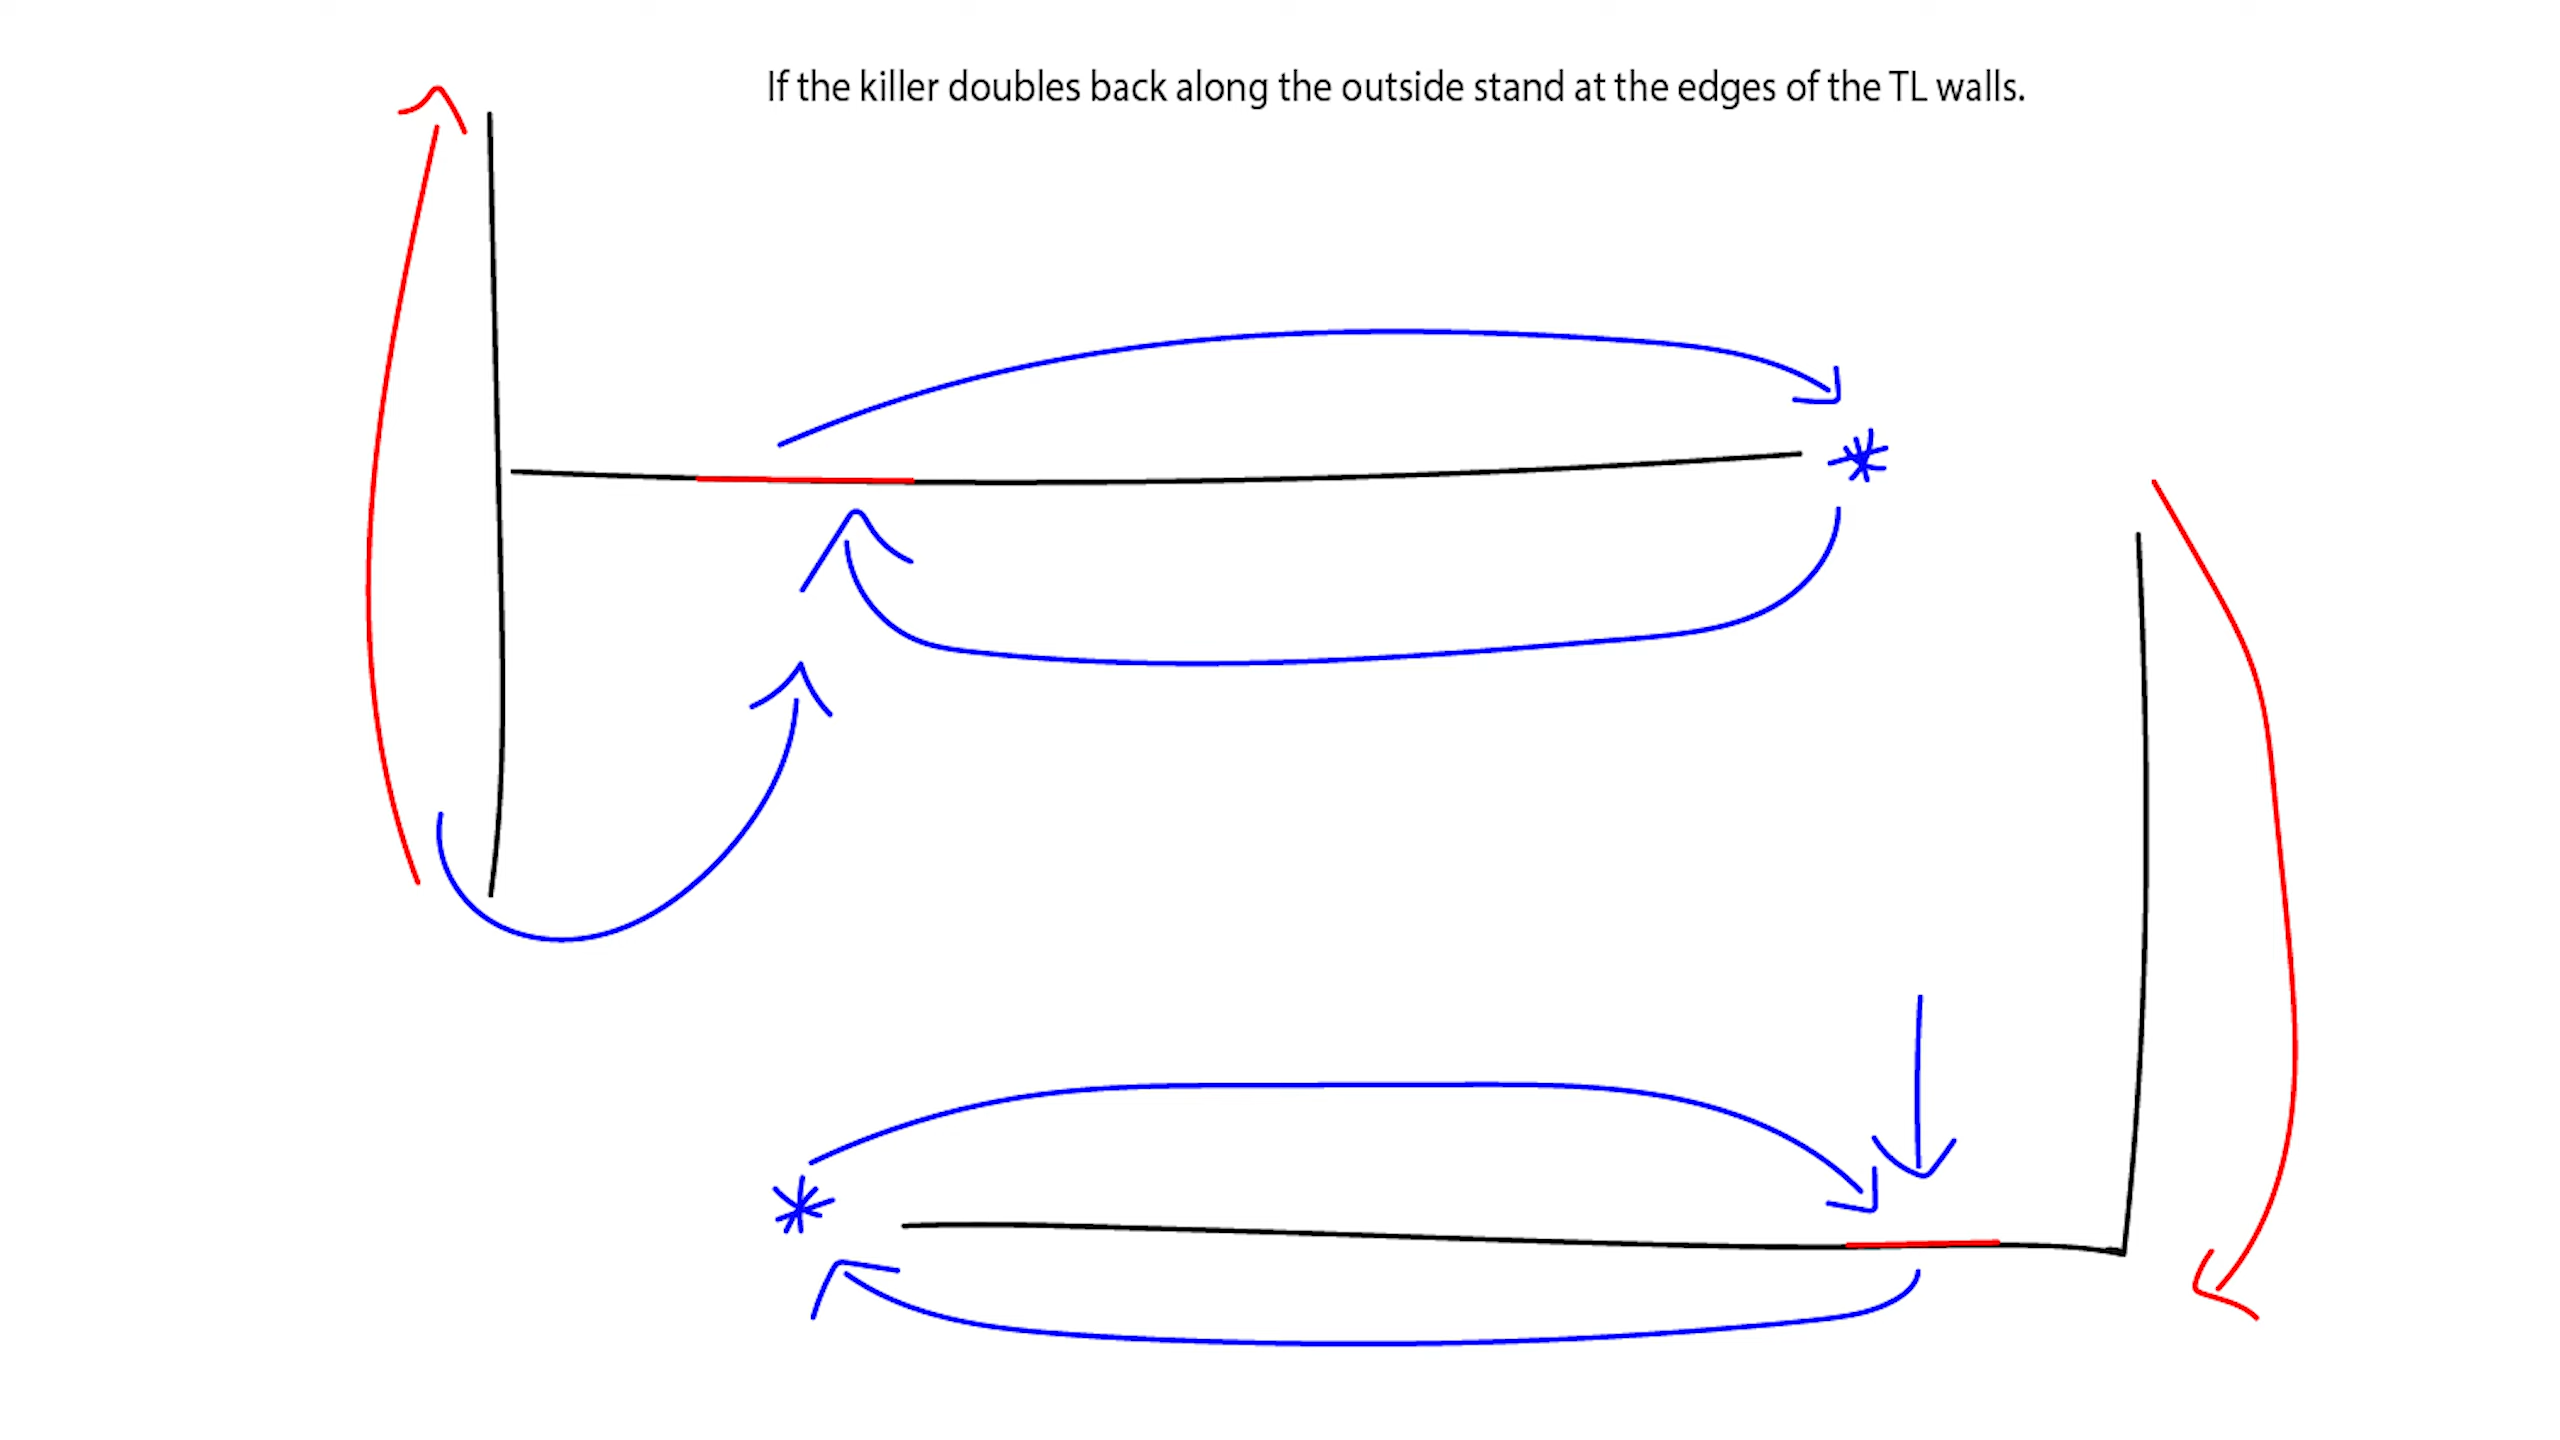 If the killer doubles back along the outside stand at the edges of the TL walls.